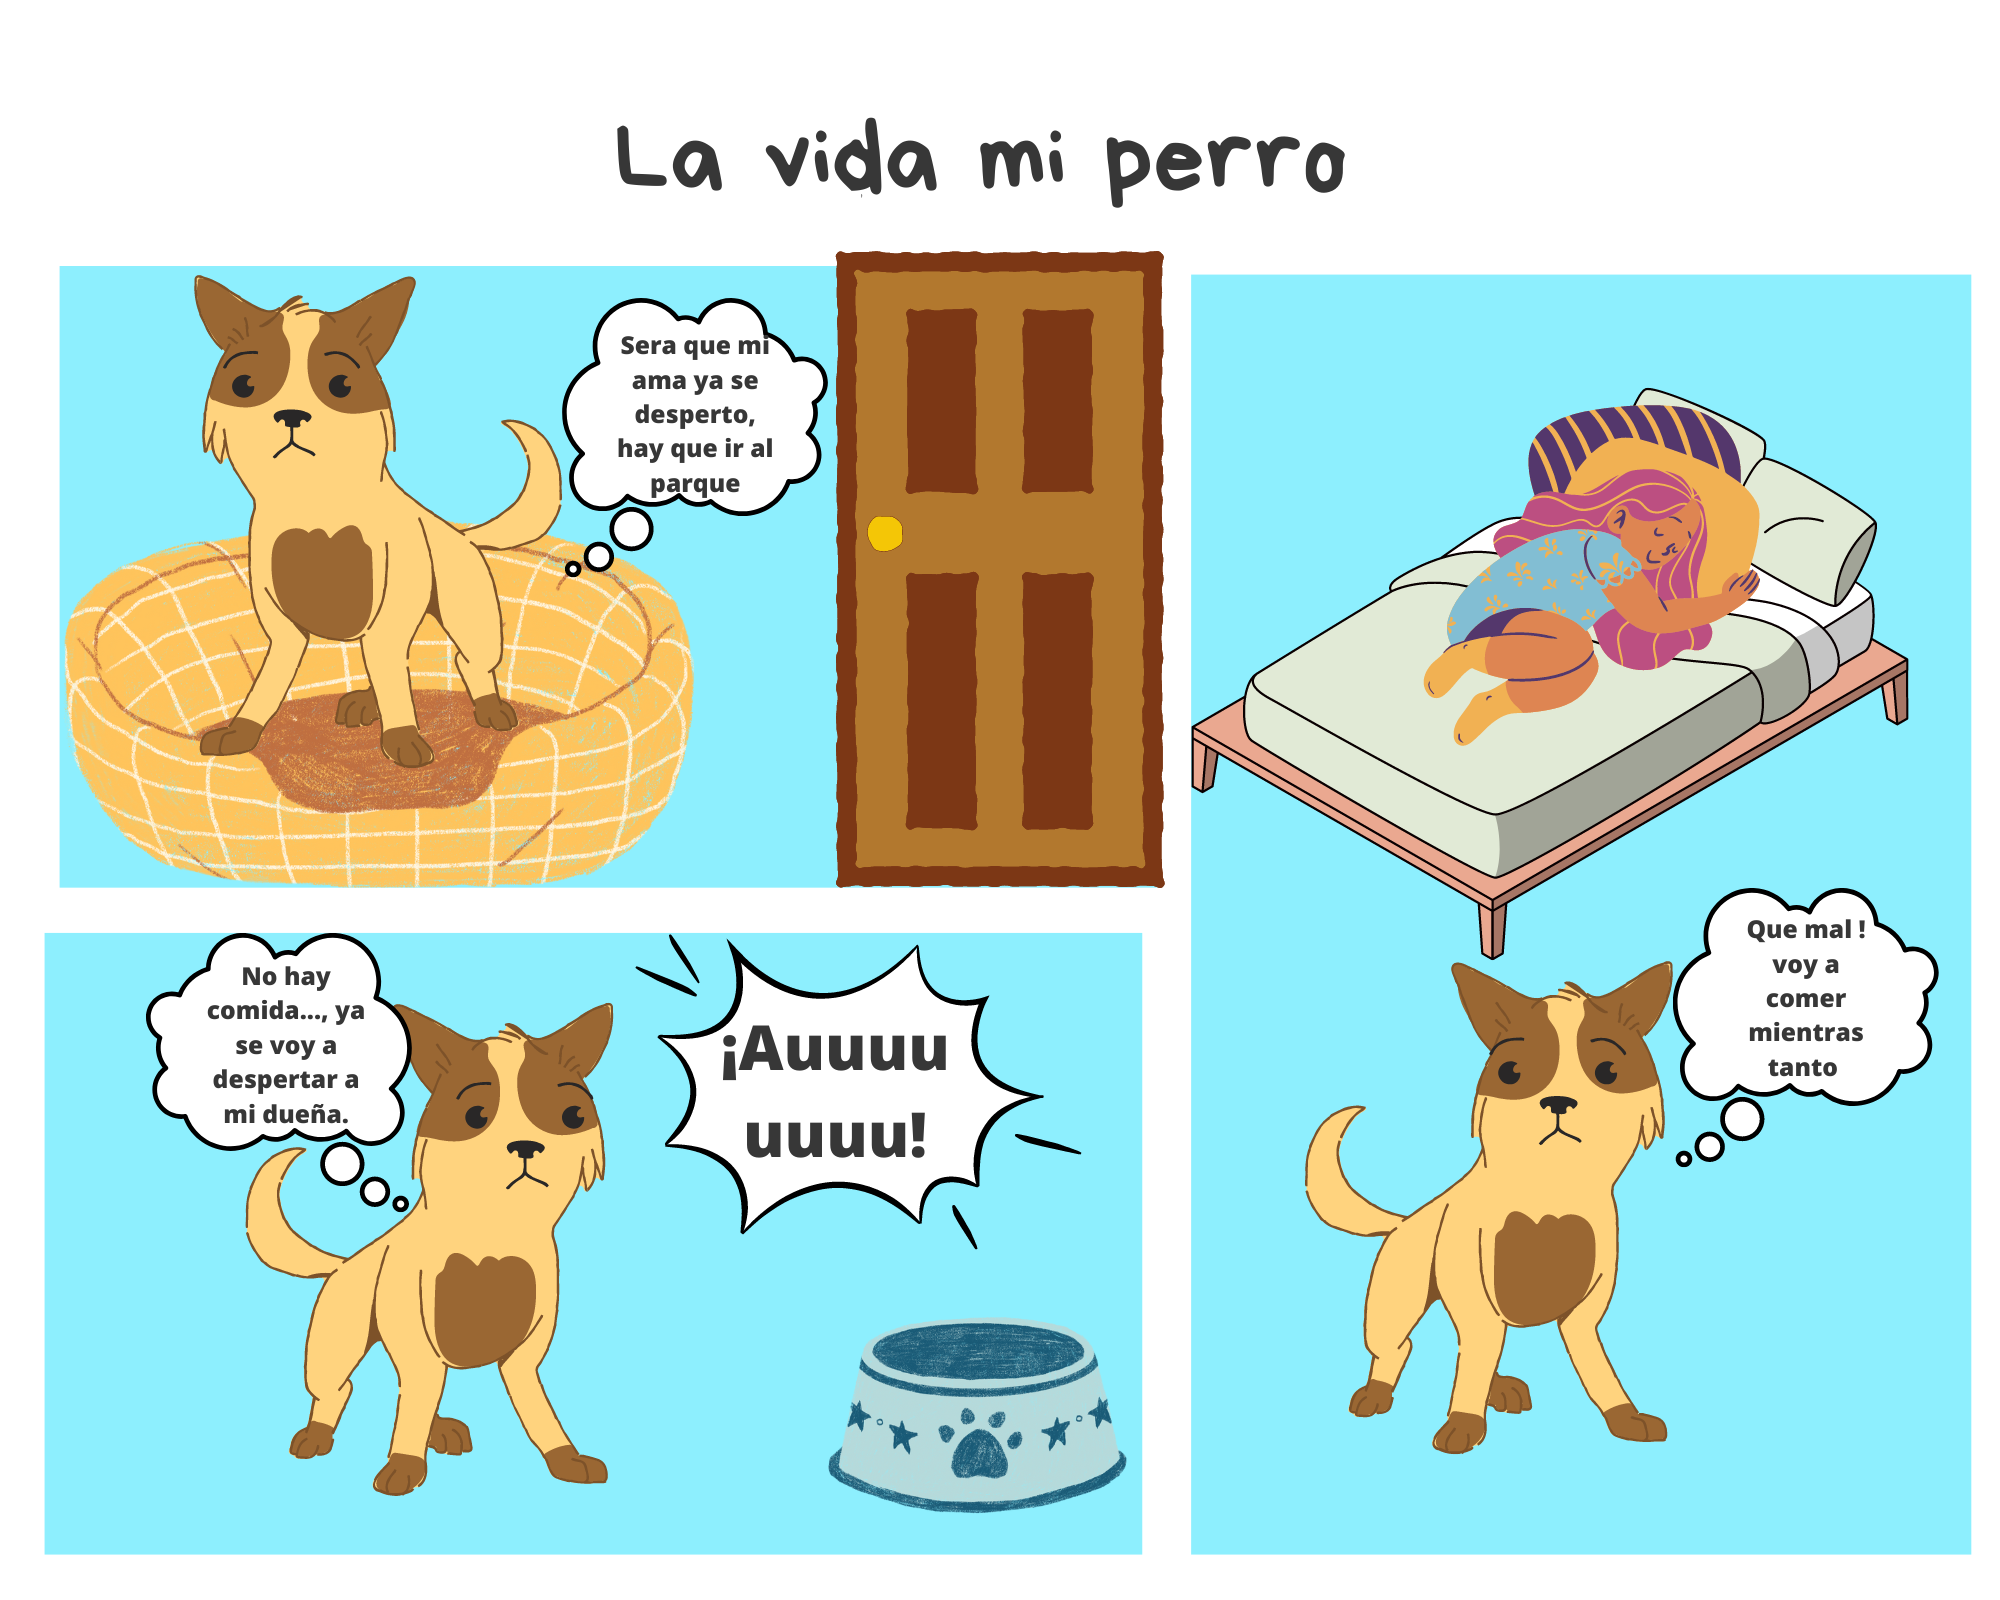 La vida mi perro
Sera que mi
ama ya se
desperto,
hay que ir al
parque
Que mal !
voy a
comer
mientras
tanto
No hay
comida..., ya
se voy a
despertar a
mi dueña.
¡Auuuu
uuuu!